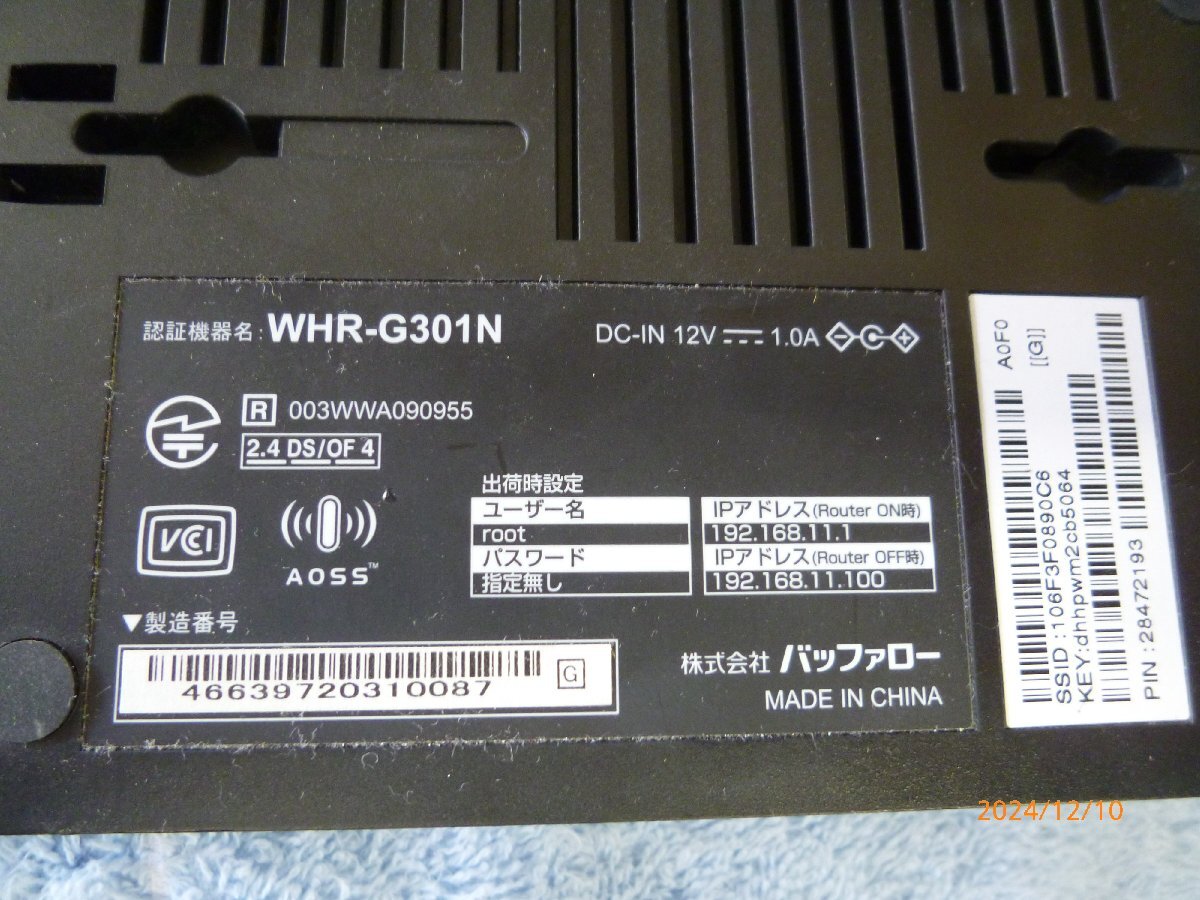 認証機器名: WHR-G301N
DC-IN 12V 1.0A
R 003WWA090955
2.4 DS/OF 4
VCCI
AOSS™
出荷時設定
ユーザー名
root
パスワード
指定無し
IPアドレス(Router ON時)
192.168.11.1
IPアドレス(Router OFF時)
192.168.11.100
▼製造番号
46639720310087
G
株式会社 バッファロー
MADE IN CHINA
A0F0
[[G]]
SSID:106F3F0890C6
KEY:dhhpwm2cb5064
PIN:28472193
2024/12/10